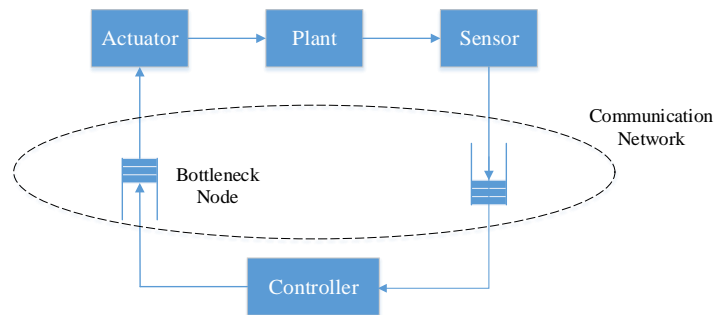 Actuator
Plant
Sensor
Communication
Network
Bottleneck
Node
Controller